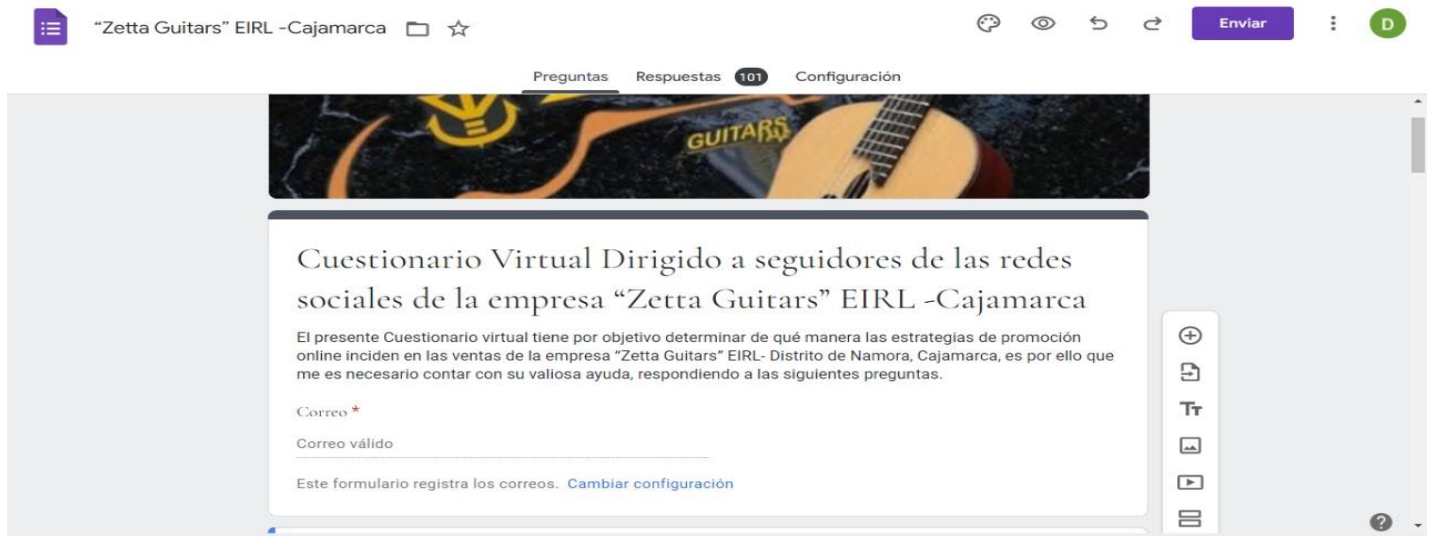 “Zetta Guitars” EIRL -Cajamarca
Enviar
D
Preguntas Respuestas 101 Configuración
GUITARS
Cuestionario Virtual Dirigido a seguidores de las redes
sociales de la empresa “Zetta Guitars” EIRL -Cajamarca
El presente Cuestionario virtual tiene por objetivo determinar de qué manera las estrategias de promoción
online inciden en las ventas de la empresa “Zetta Guitars” EIRL- Distrito de Namora, Cajamarca, es por ello que
me es necesario contar con su valiosa ayuda, respondiendo a las siguientes preguntas.
Correo *
Correo válido
Este formulario registra los correos. Cambiar configuración